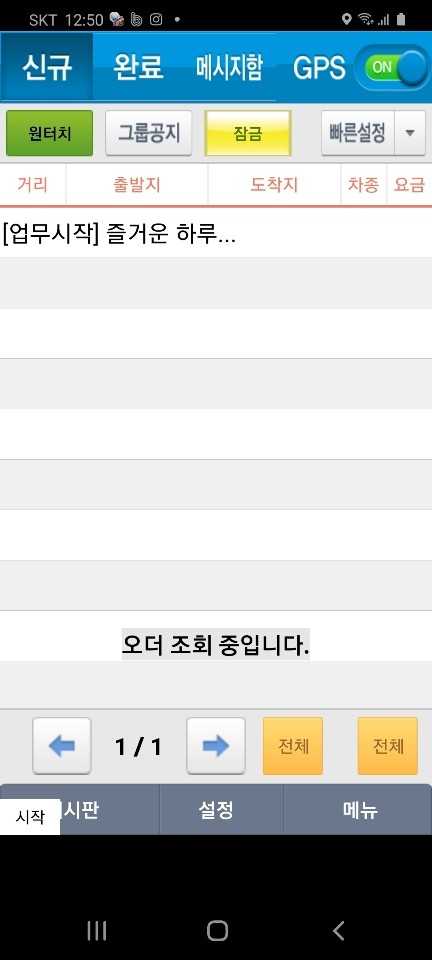 SKT 12:50
신규 완료 메시지함 GPS ON
원터치 그룹공지 잠금 빠른설정
거리 출발지 도착지 차종 요금
[업무시작] 즐거운 하루...
오더 조회 중입니다.
1 / 1 전체 전체
시판 설정 메뉴
시작